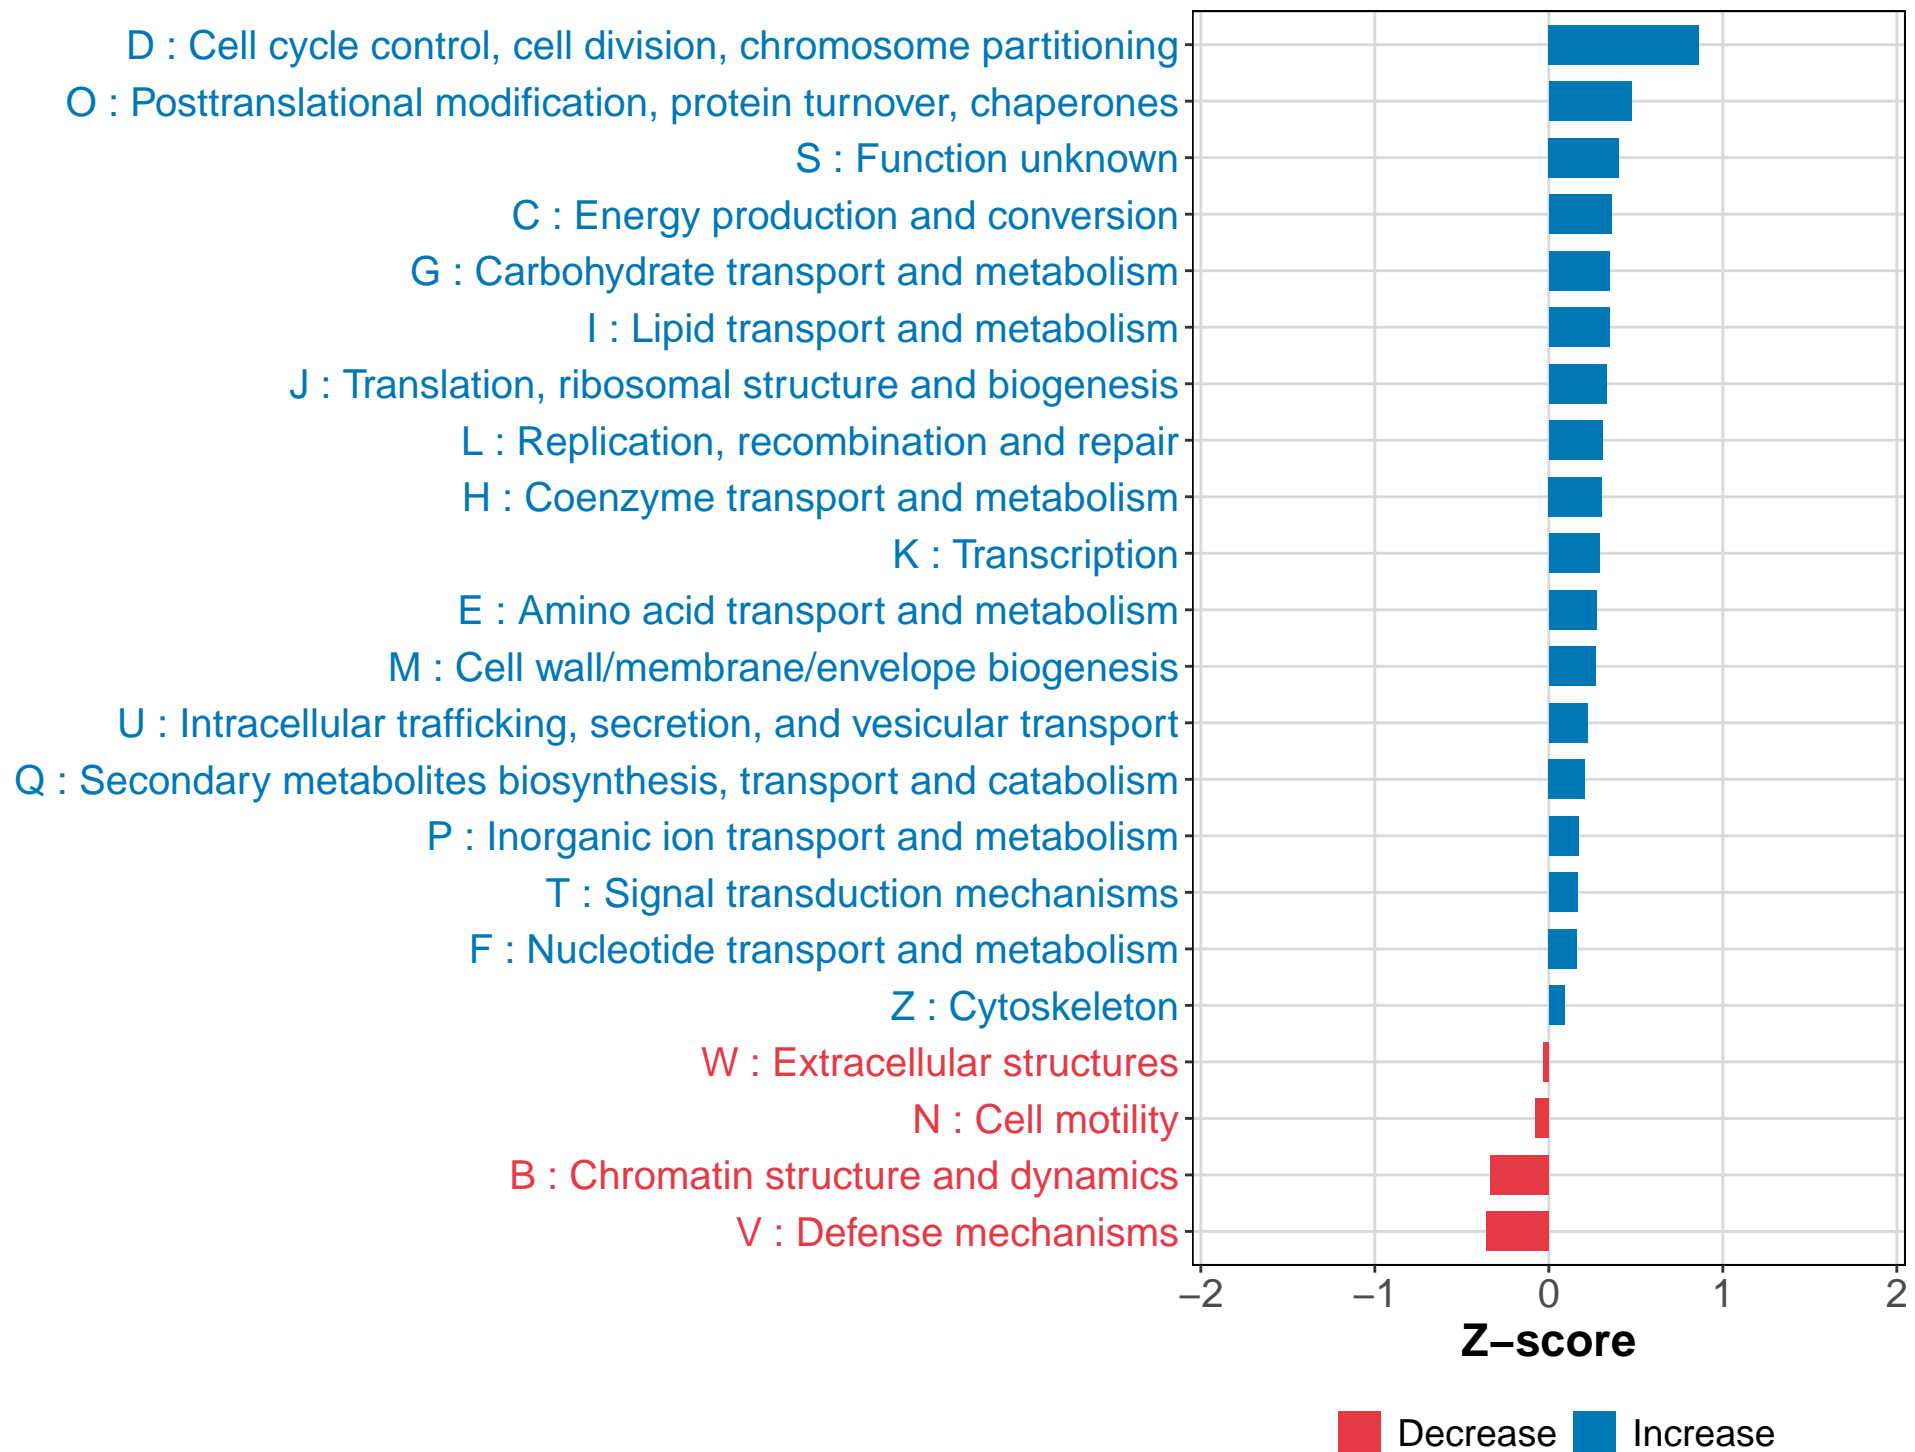 D : Cell cycle control, cell division, chromosome partitioning
O : Posttranslational modification, protein turnover, chaperones
S : Function unknown
C : Energy production and conversion
G : Carbohydrate transport and metabolism
I : Lipid transport and metabolism
J : Translation, ribosomal structure and biogenesis
L : Replication, recombination and repair
H : Coenzyme transport and metabolism
K : Transcription
E : Amino acid transport and metabolism
M : Cell wall/membrane/envelope biogenesis
U : Intracellular trafficking, secretion, and vesicular transport
Q : Secondary metabolites biosynthesis, transport and catabolism
P : Inorganic ion transport and metabolism
T : Signal transduction mechanisms
F : Nucleotide transport and metabolism
Z : Cytoskeleton
W : Extracellular structures
N : Cell motility
B : Chromatin structure and dynamics
V : Defense mechanisms
−2 −1 0 1 2
Z−score
Decrease Increase